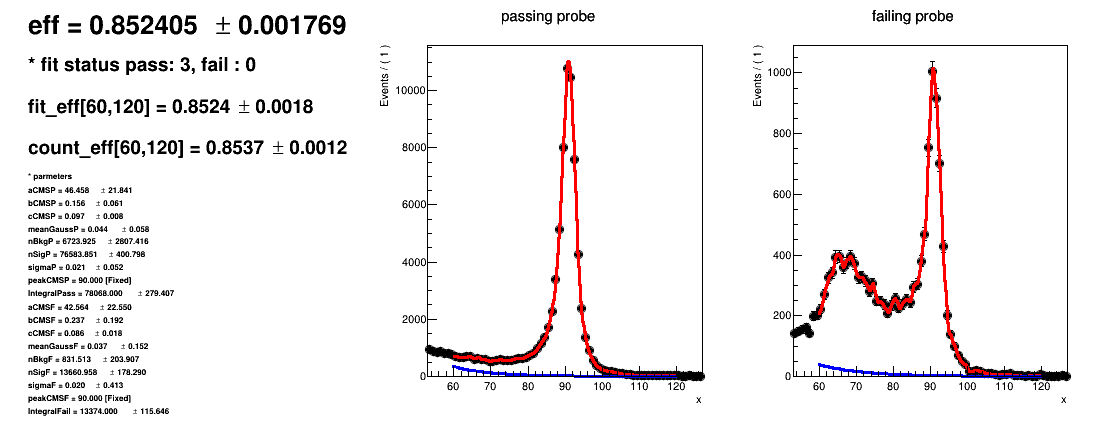 eff = 0.852405 ± 0.001769
* fit status pass: 3, fail : 0
fit_eff[60,120] = 0.8524 ± 0.0018
count_eff[60,120] = 0.8537 ± 0.0012
* parmeters
aCMSP = 46.458 ± 21.841
bCMSP = 0.156 ± 0.061
cCMSP = 0.097 ± 0.008
meanGaussP = 0.044 ± 0.058
nBkgP = 6723.925 ± 2807.416
nSigP = 76583.851 ± 400.798
sigmaP = 0.021 ± 0.052
peakCMSP = 90.000 [Fixed]
IntegralPass = 78068.000 ± 279.407
aCMSF = 42.564 ± 22.550
bCMSF = 0.237 ± 0.192
cCMSF = 0.086 ± 0.018
meanGaussF = 0.037 ± 0.152
nBkgF = 831.513 ± 203.907
nSigF = 13660.958 ± 178.290
sigmaF = 0.020 ± 0.413
peakCMSF = 90.000 [Fixed]
IntegralFail = 13374.000 ± 115.646
passing probe
Events / ( 1 )
10000
8000
6000
4000
2000
0
60 70 80 90 100 110 120
x
failing probe
Events / ( 1 )
1000
800
600
400
200
0
60 70 80 90 100 110 120
x